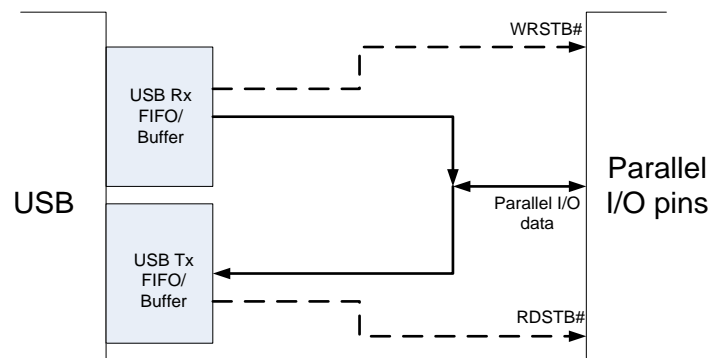 WRSTB#
USB Rx
FIFO/
Buffer
USB
Parallel
I/O pins
Parallel I/O
data
USB Tx
FIFO/
Buffer
RDSTB#